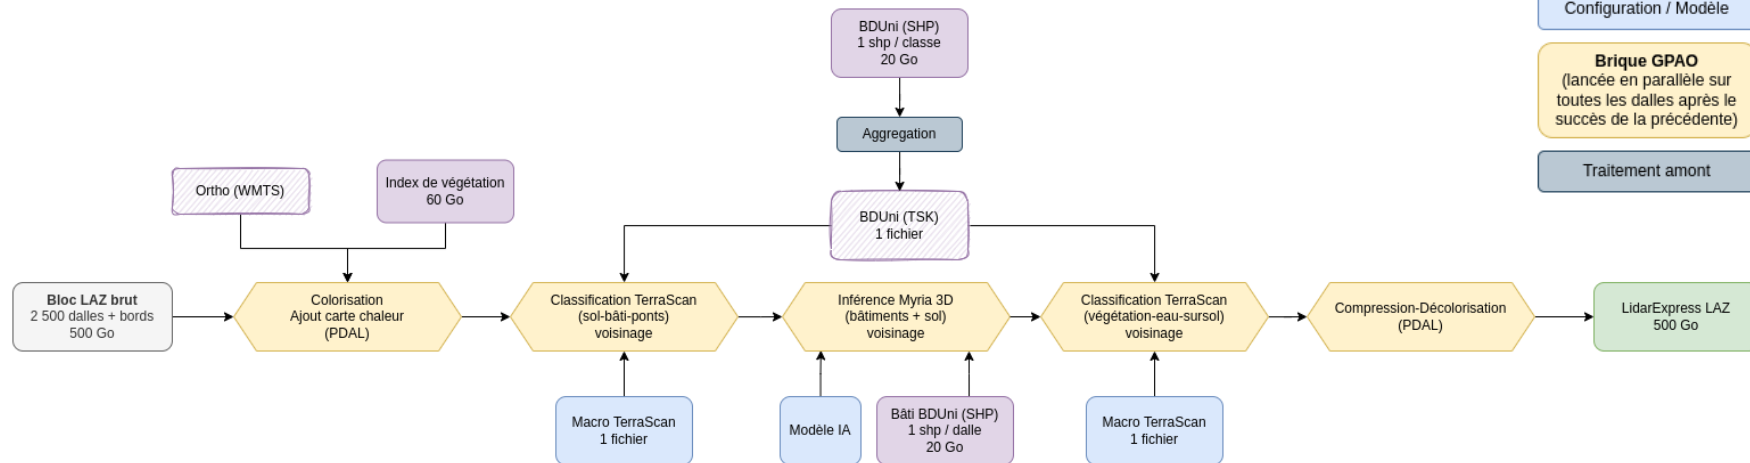 BDUni (SHP)
1 shp / classe
20 Go
Configuration / Modèle
Brique GPAO
(lancée en parallèle sur
toutes les dalles après le
succès de la précédente)
Aggregation
Traitement amont
Ortho (WMTS)
Index de végétation
60 Go
BDUni (TSK)
1 fichier
Bloc LAZ brut
2 500 dalles + bords
500 Go
Colorisation
Ajout carte chaleur
(PDAL)
Classification TerraScan
(sol-bâti-ponts)
voisinage
Inférence Myria 3D
(bâtiments + sol)
voisinage
Classification TerraScan
(végétation-eau-sursol)
voisinage
Compression-Décolorisation
(PDAL)
LidarExpress LAZ
500 Go
Macro TerraScan
1 fichier
Modèle IA
Bâti BDUni (SHP)
1 shp / dalle
20 Go
Macro TerraScan
1 fichier